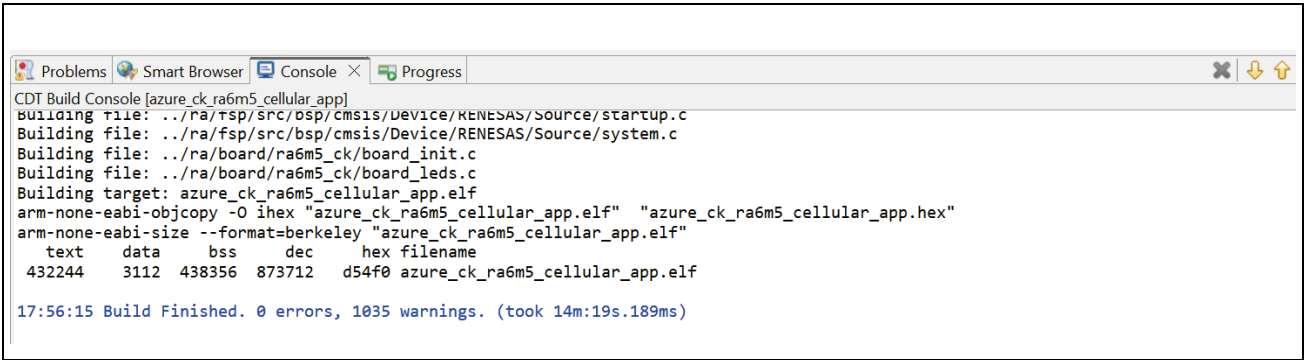 Problems Smart Browser Console Progress
CDT Build Console [azure_ck_ra6m5_cellular_app]
Building file: ../ra/fsp/src/bsp/cmsis/Device/RENESAS/Source/startup.c
Building file: ../ra/fsp/src/bsp/cmsis/Device/RENESAS/Source/system.c
Building file: ../ra/board/ra6m5_ck/board_init.c
Building file: ../ra/board/ra6m5_ck/board_leds.c
Building target: azure_ck_ra6m5_cellular_app.elf
arm-none-eabi-objcopy -O ihex "azure_ck_ra6m5_cellular_app.elf"  "azure_ck_ra6m5_cellular_app.hex"
arm-none-eabi-size --format=berkeley "azure_ck_ra6m5_cellular_app.elf"
   text    data     bss     dec     hex filename
 432244    3112  438356  873712   d54f0 azure_ck_ra6m5_cellular_app.elf
17:56:15 Build Finished. 0 errors, 1035 warnings. (took 14m:19s.189ms)